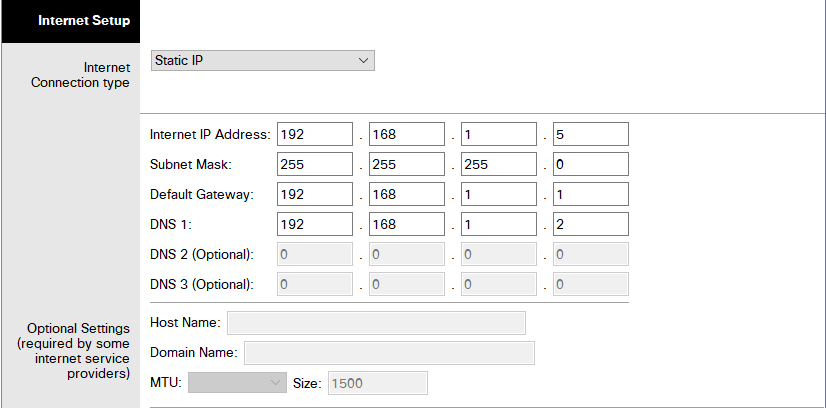 Internet Setup
Internet
Connection type
Static IP
Internet IP Address: 192 . 168 . 1 . 5
Subnet Mask: 255 . 255 . 255 . 0
Default Gateway: 192 . 168 . 1 . 1
DNS 1: 192 . 168 . 1 . 2
DNS 2 (Optional): 0 . 0 . 0 . 0
DNS 3 (Optional): 0 . 0 . 0 . 0
Optional Settings
(required by some
internet service
providers)
Host Name:
Domain Name:
MTU: Size: 1500